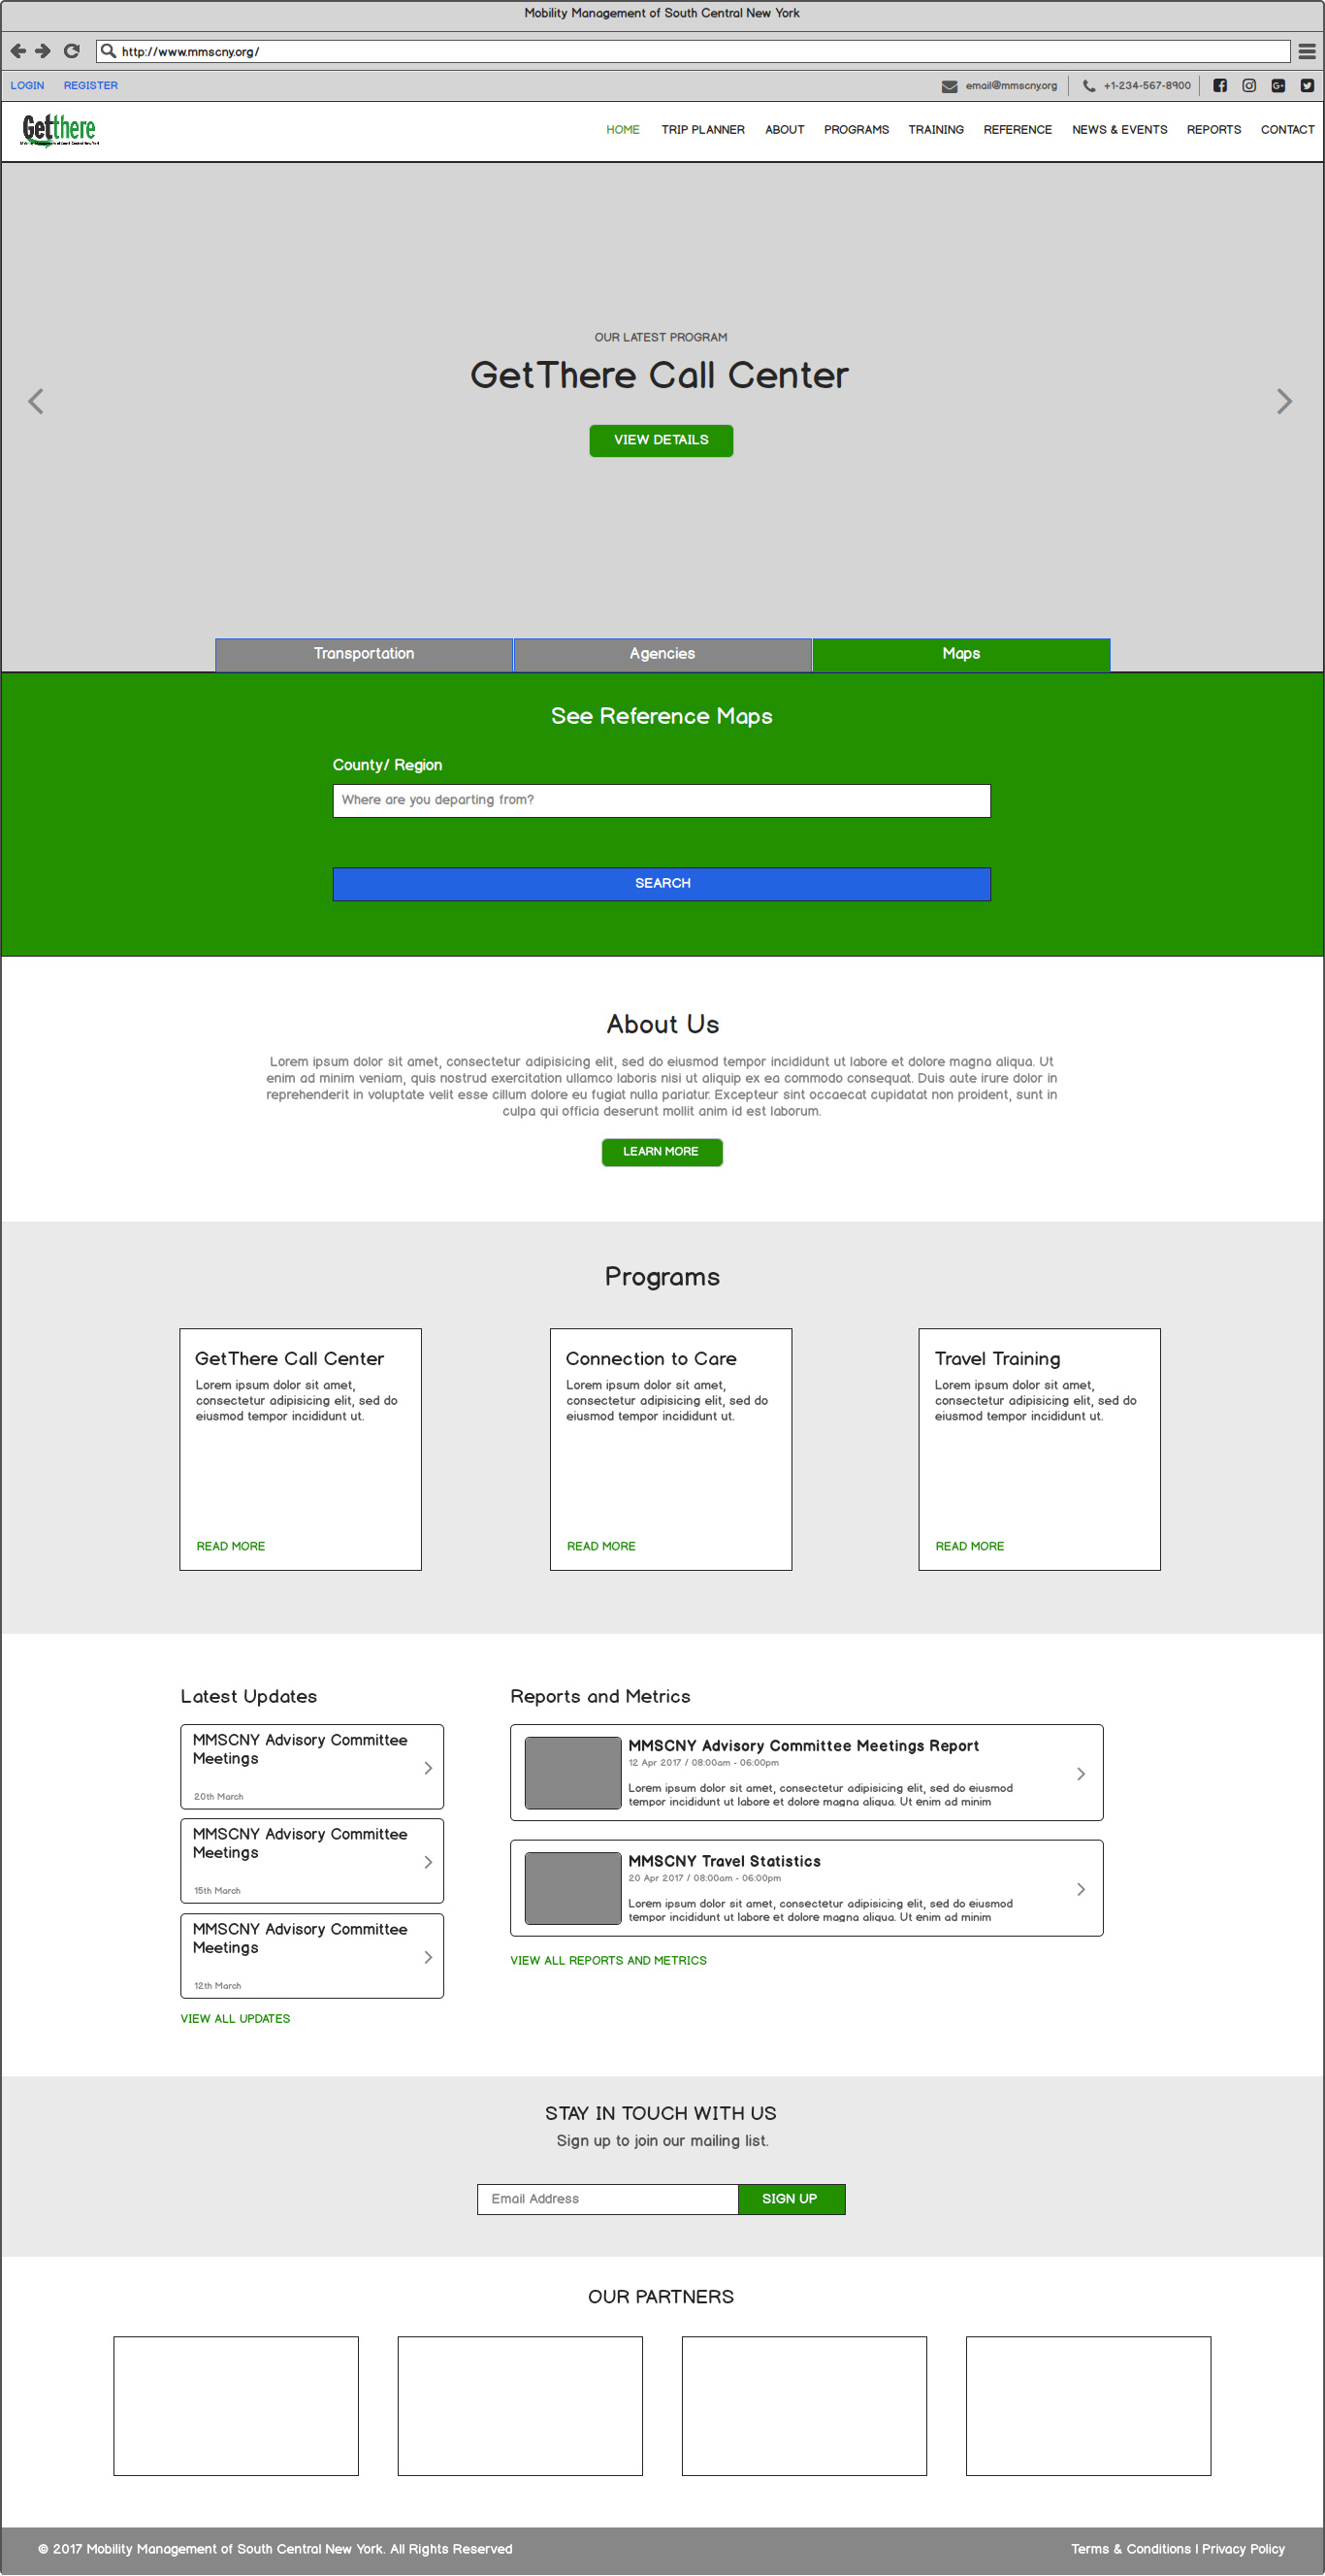 Mobility Management of South Central New York
http://www.mmscny.org/
LOGIN REGISTER email@mmscny.org +1-234-567-8900
Getthere
HOME TRIP PLANNER ABOUT PROGRAMS TRAINING REFERENCE NEWS & EVENTS REPORTS CONTACT
OUR LATEST PROGRAM
GetThere Call Center
VIEW DETAILS
Transportation Agencies Maps
See Reference Maps
County/ Region
Where are you departing from?
SEARCH
About Us
Lorem ipsum dolor sit amet, consectetur adipisicing elit, sed do eiusmod tempor incididunt ut labore et dolore magna aliqua. Ut
enim ad minim veniam, quis nostrud exercitation ullamco laboris nisi ut aliquip ex ea commodo consequat. Duis aute irure dolor in
reprehenderit in voluptate velit esse cillum dolore eu fugiat nulla pariatur. Excepteur sint occaecat cupidatat non proident, sunt in
culpa qui officia deserunt mollit anim id est laborum.
LEARN MORE
Programs
GetThere Call Center
Lorem ipsum dolor sit amet,
consectetur adipisicing elit, sed do
eiusmod tempor incididunt ut.
READ MORE
Connection to Care
Lorem ipsum dolor sit amet,
consectetur adipisicing elit, sed do
eiusmod tempor incididunt ut.
READ MORE
Travel Training
Lorem ipsum dolor sit amet,
consectetur adipisicing elit, sed do
eiusmod tempor incididunt ut.
READ MORE
Latest Updates
MMSCNY Advisory Committee
Meetings
20th March
MMSCNY Advisory Committee
Meetings
15th March
MMSCNY Advisory Committee
Meetings
12th March
VIEW ALL UPDATES
Reports and Metrics
MMSCNY Advisory Committee Meetings Report
12 Apr 2017 / 08:00am - 06:00pm
Lorem ipsum dolor sit amet, consectetur adipisicing elit, sed do eiusmod
tempor incididunt ut labore et dolore magna aliqua. Ut enim ad minim
MMSCNY Travel Statistics
20 Apr 2017 / 08:00am - 06:00pm
Lorem ipsum dolor sit amet, consectetur adipisicing elit, sed do eiusmod
tempor incididunt ut labore et dolore magna aliqua. Ut enim ad minim
VIEW ALL REPORTS AND METRICS
STAY IN TOUCH WITH US
Sign up to join our mailing list.
Email Address SIGN UP
OUR PARTNERS
© 2017 Mobility Management of South Central New York. All Rights Reserved Terms & Conditions | Privacy Policy